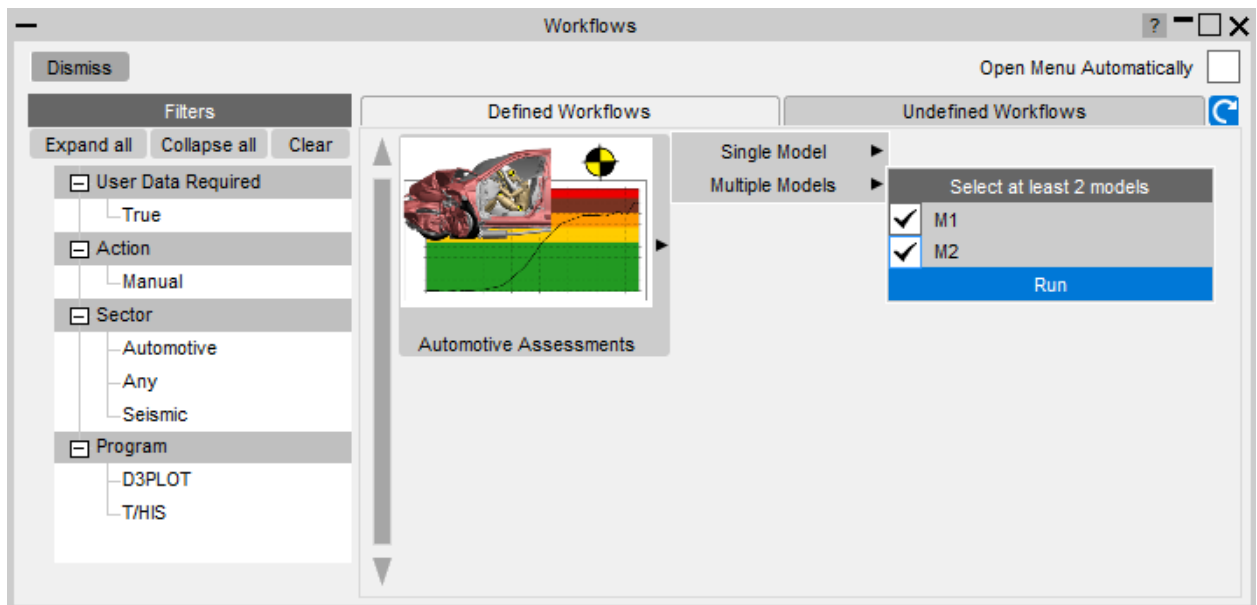 Workflows
?
Dismiss
Open Menu Automatically
Filters
Defined Workflows
Undefined Workflows
Expand all Collapse all Clear
User Data Required
True
Action
Manual
Sector
Automotive
Any
Seismic
Program
D3PLOT
T/HIS
Automotive Assessments
Single Model
Multiple Models
Select at least 2 models
M1
M2
Run